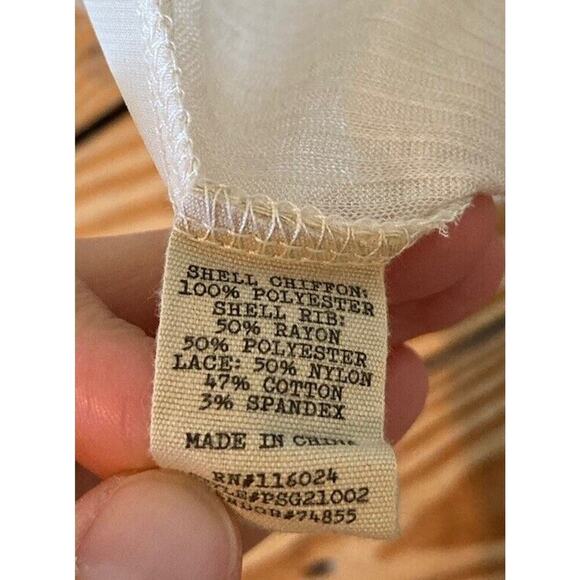 SHELL CHIFFON:
100% POLYESTER
SHELL RIB:
50% RAYON
50% POLYESTER
LACE: 50% NYLON
47% COTTON
3% SPANDEX
MADE IN CHINA
RN#116024
#PSG21002
#74855